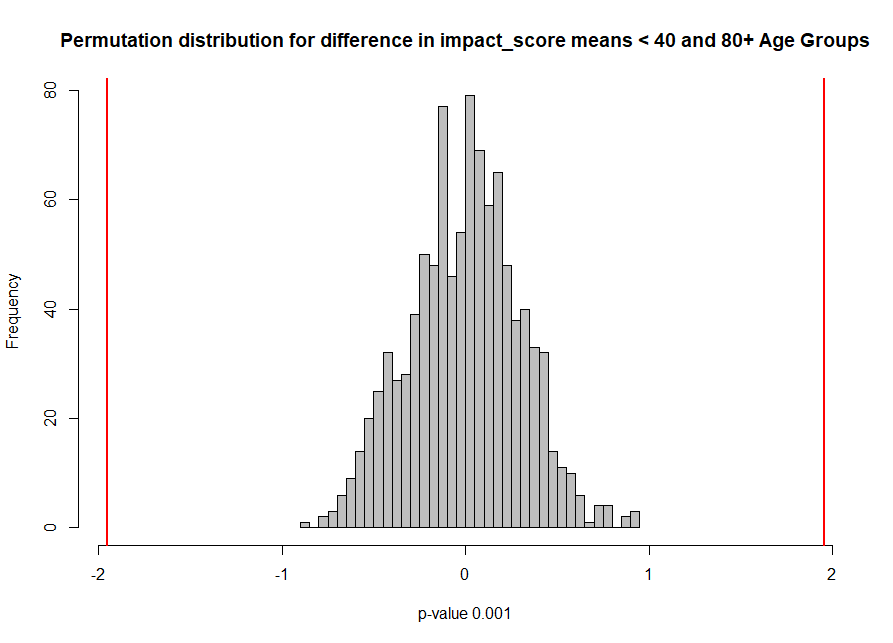 Permutation distribution for difference in impact_score means < 40 and 80+ Age Groups
80
60
40
20
0
Frequency
-2 -1 0 1 2
p-value 0.001